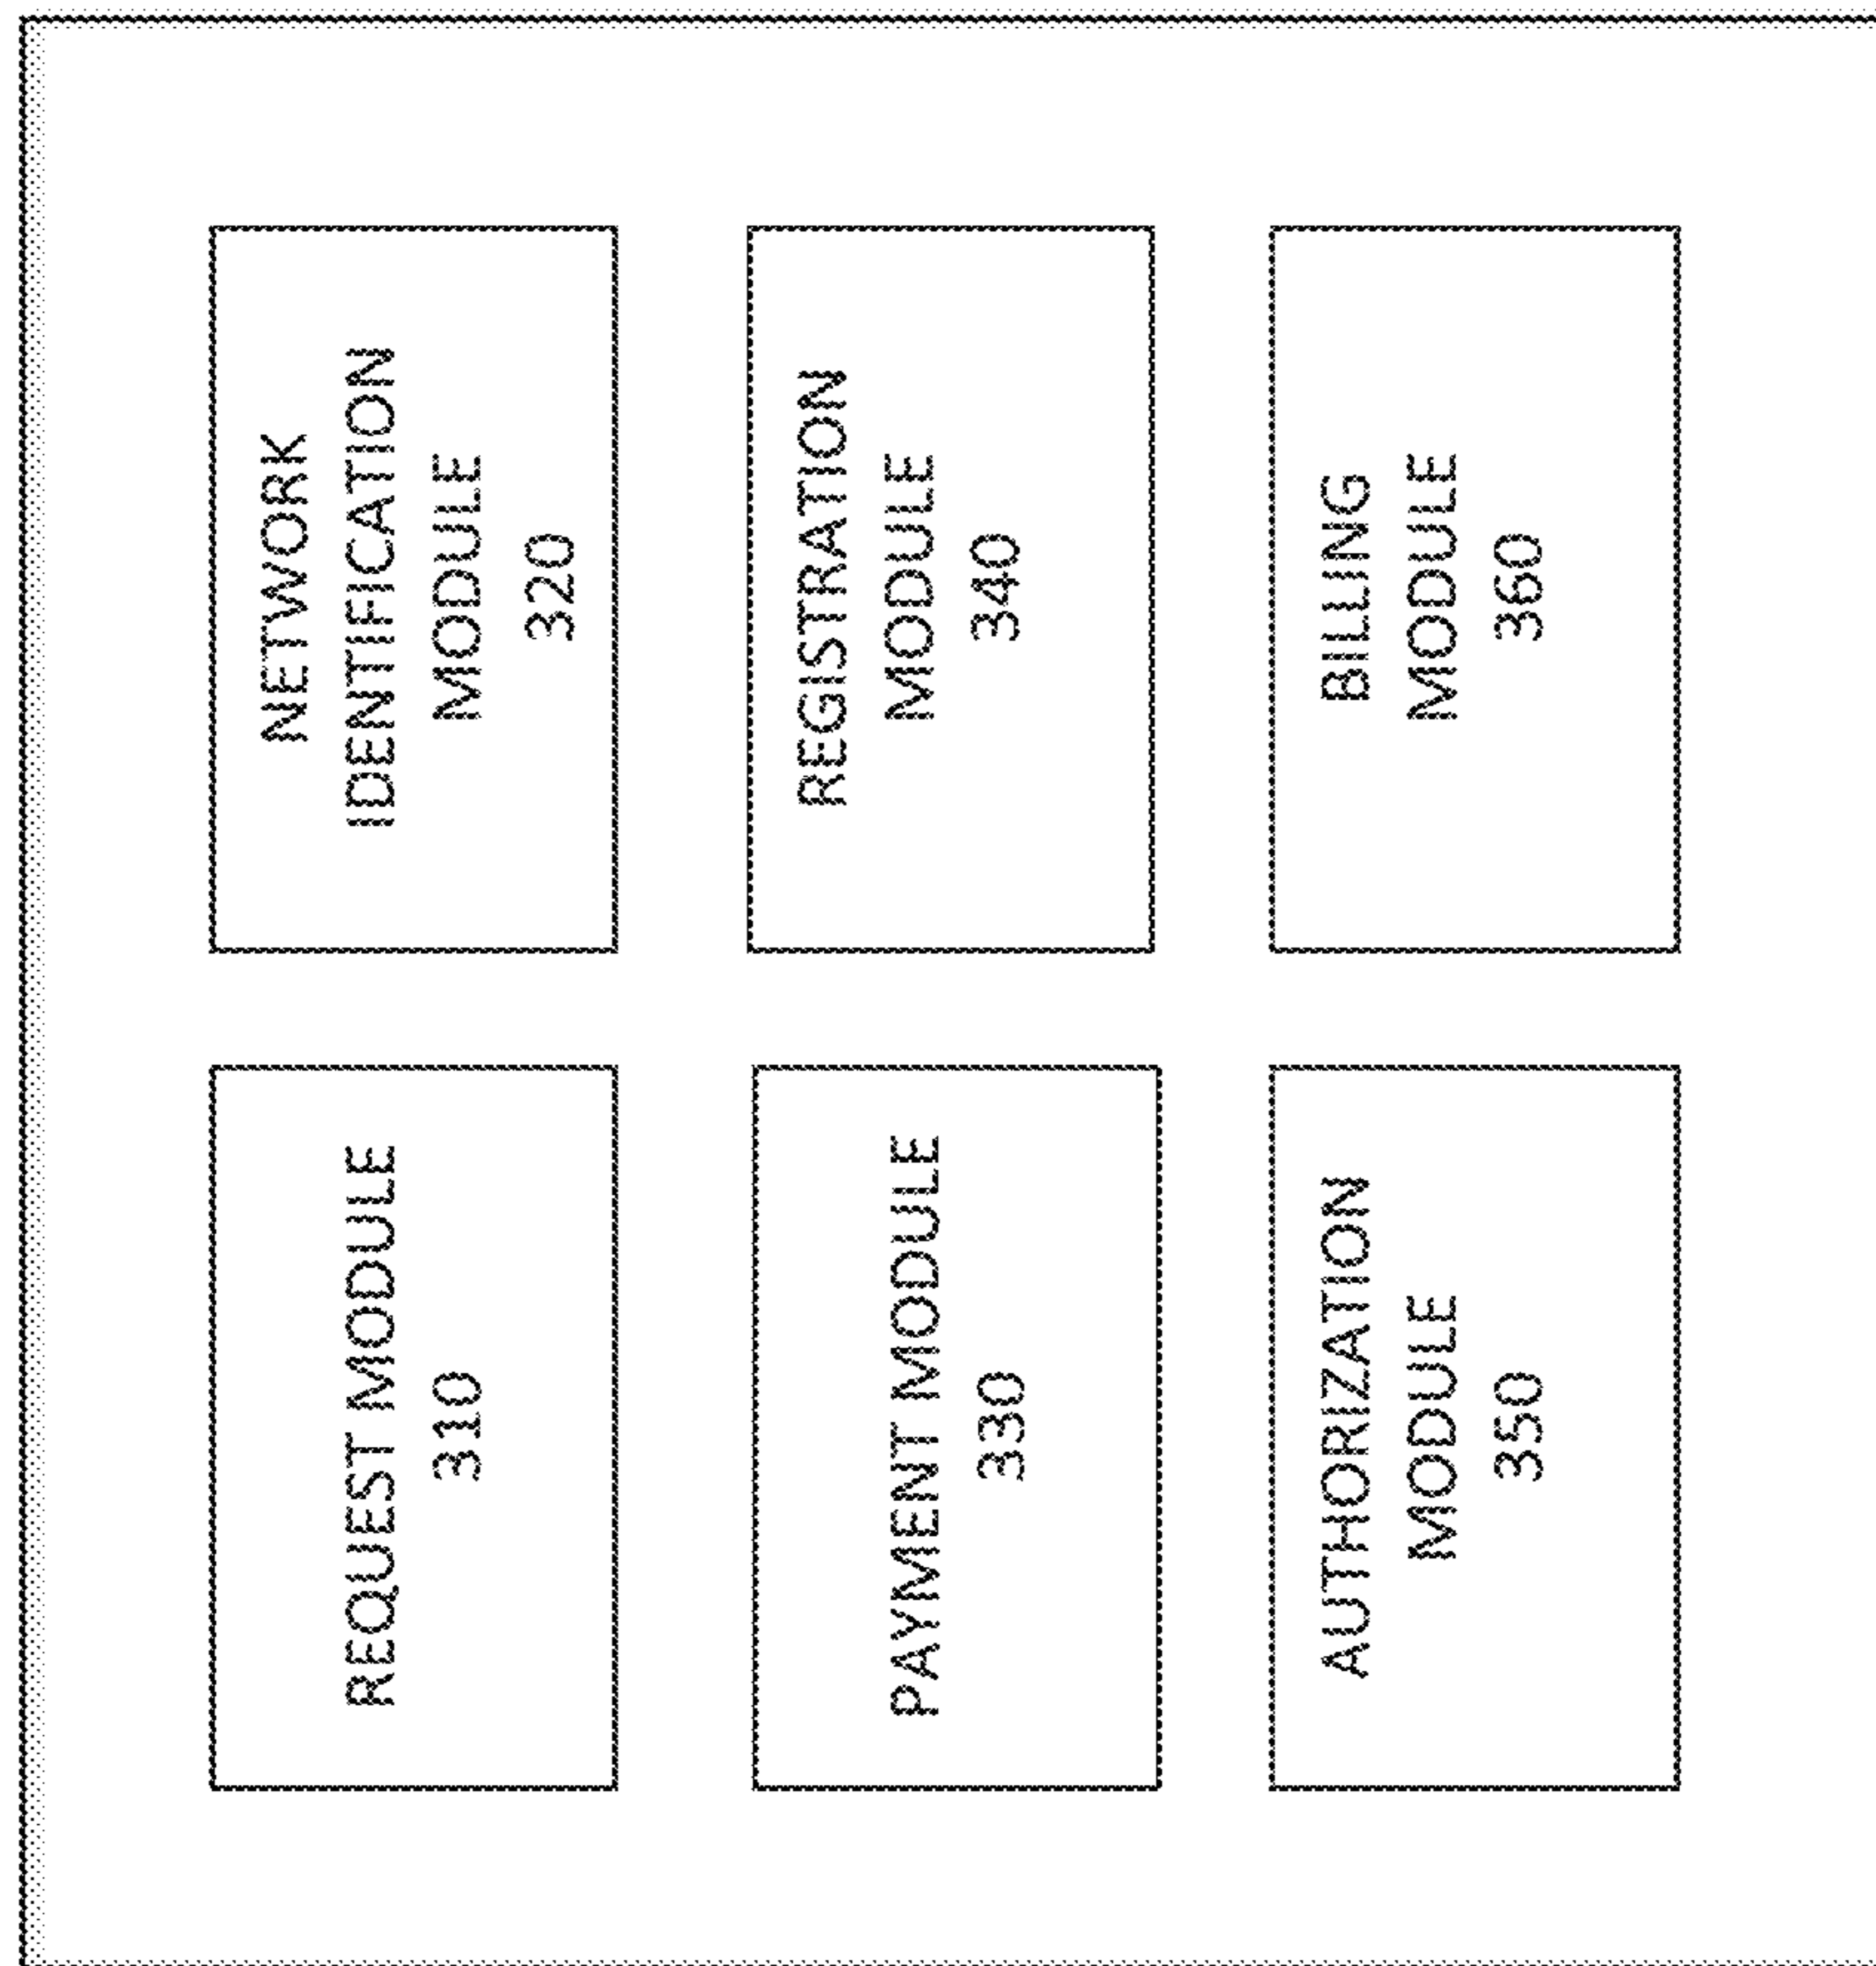 REQUEST MODULE
310
NETWORK
IDENTIFICATION
MODULE
320
PAYMENT MODULE
330
REGISTRATION
MODULE
340
AUTHORIZATION
MODULE
350
BILLING
MODULE
360